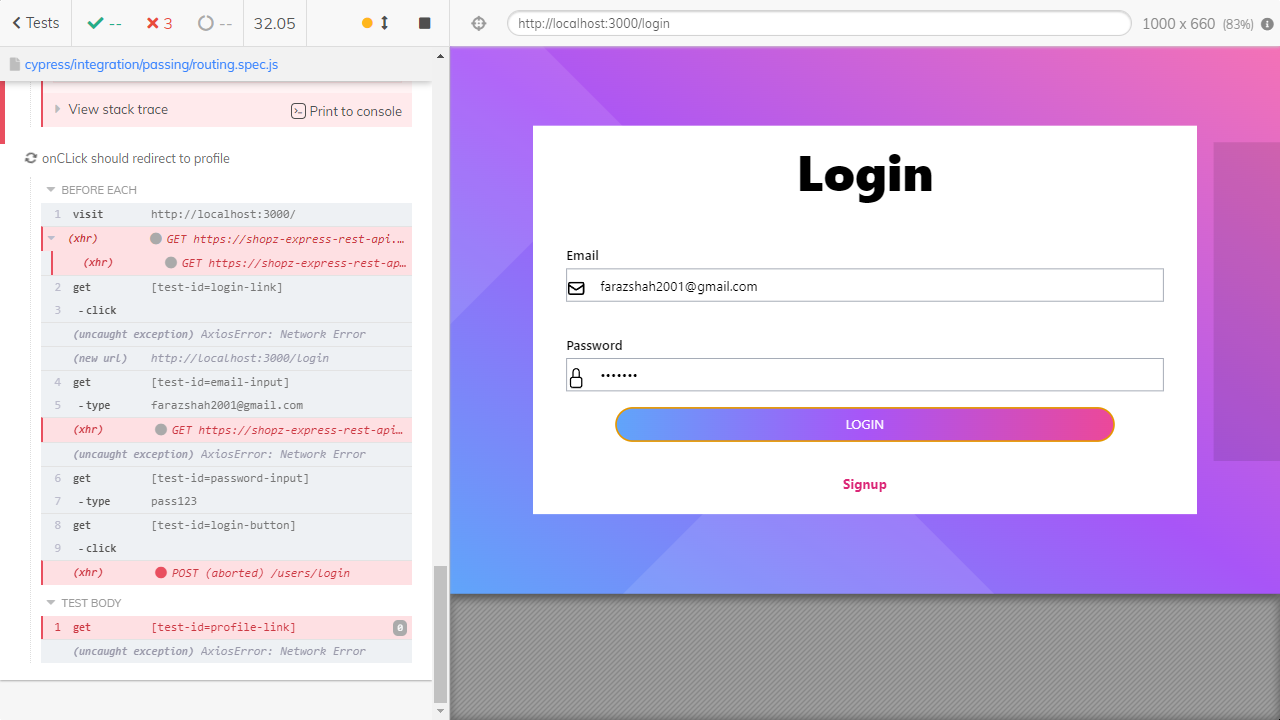 Tests -- 3 -- 32.05
http://localhost:3000/login 1000 x 660 (83%)
cypress/integration/passing/routing.spec.js
View stack trace Print to console
onCLick should redirect to profile
BEFORE EACH
1 visit http://localhost:3000/
(xhr) GET https://shopz-express-rest-api....
(xhr) GET https://shopz-express-rest-ap...
2 get [test-id=login-link]
3 - click
(uncaught exception) AxiosError: Network Error
(new url) http://localhost:3000/login
4 get [test-id=email-input]
5 - type farazshah2001@gmail.com
(xhr) GET https://shopz-express-rest-api...
(uncaught exception) AxiosError: Network Error
6 get [test-id=password-input]
7 - type pass123
8 get [test-id=login-button]
9 - click
(xhr) POST (aborted) /users/login
TEST BODY
1 get [test-id=profile-link] 0
(uncaught exception) AxiosError: Network Error
Login
Email
farazshah2001@gmail.com
Password
•••••••
LOGIN
Signup